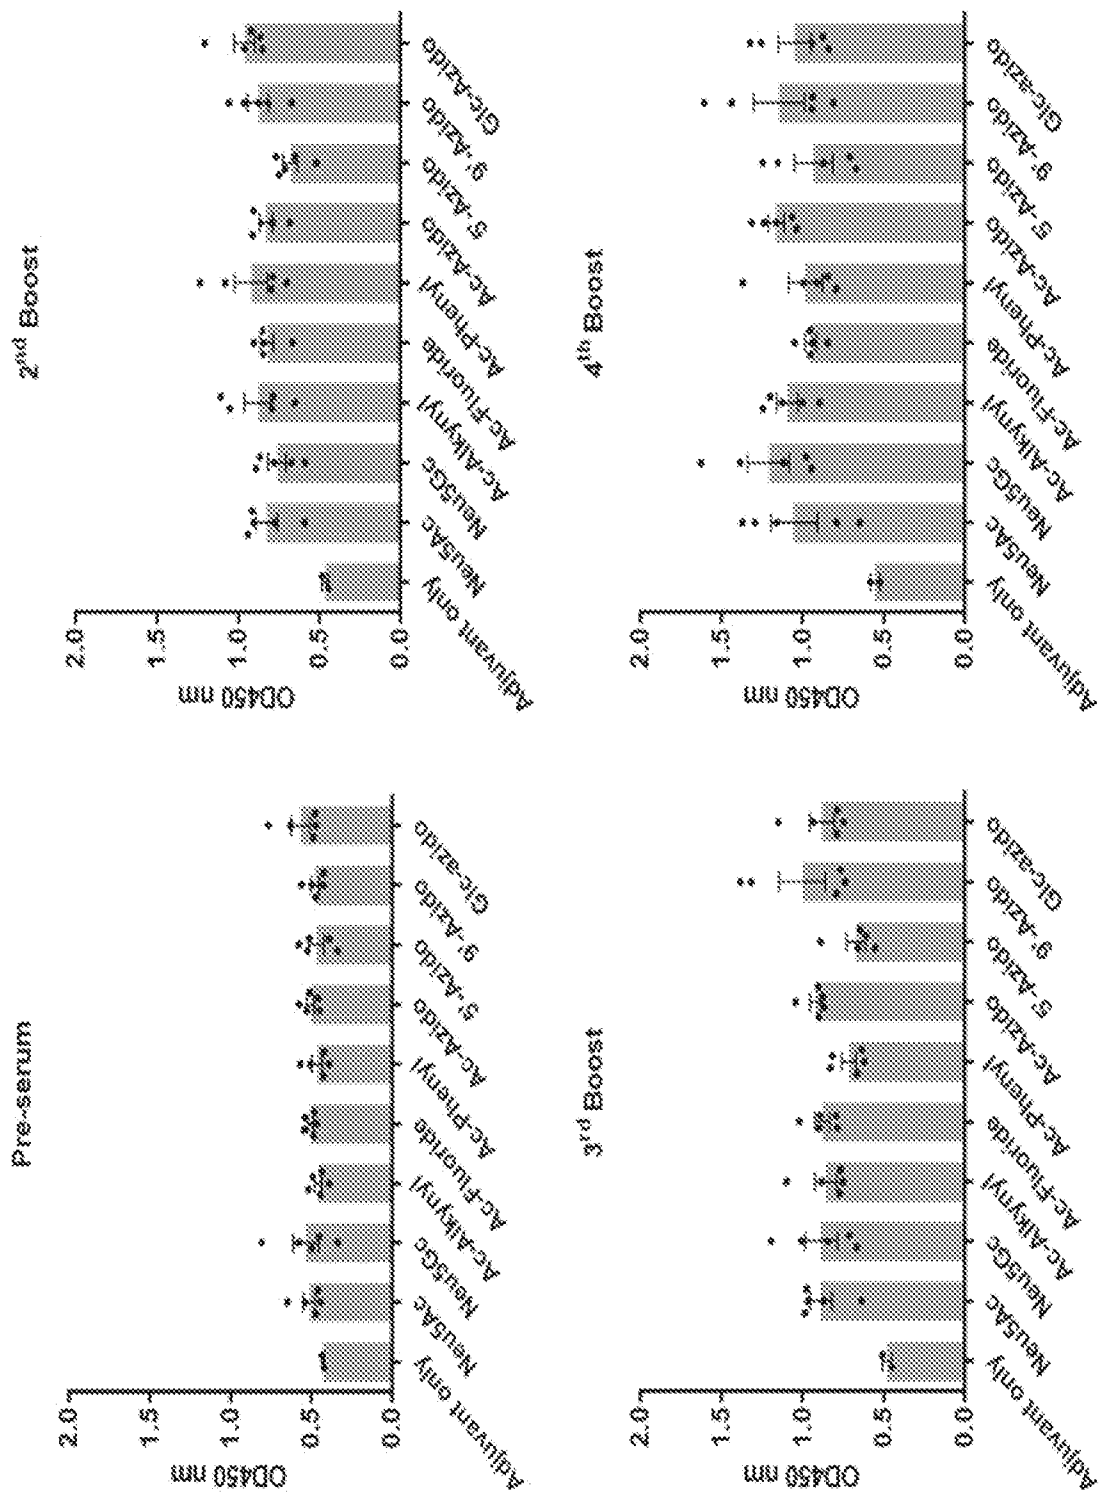 Pre-serum
OD450 nm
2.0
1.5
1.0
0.5
0.0
Adjuvant only
Neu5Ac
Neu5Gc
Ac-Alkynyl
Ac-Fluoride
Ac-Phenyl
Ac-Azido
5'-Azido
9'-Azido
Glc-azido
2nd Boost
OD450 nm
2.0
1.5
1.0
0.5
0.0
Adjuvant only
Neu5Ac
Neu5Gc
Ac-Alkynyl
Ac-Fluoride
Ac-Phenyl
Ac-Azido
5'-Azido
9'-Azido
Glc-Azido
3rd Boost
OD450 nm
2.0
1.5
1.0
0.5
0.0
Adjuvant only
Neu5Ac
Neu5Gc
Ac-Alkynyl
Ac-Fluoride
Ac-Phenyl
Ac-Azido
5'-Azido
9'-Azido
Glc-azido
4th Boost
OD450 nm
2.0
1.5
1.0
0.5
0.0
Adjuvant only
Neu5Ac
Neu5Gc
Ac-Alkynyl
Ac-Fluoride
Ac-Phenyl
Ac-Azido
5'-Azido
9'-Azido
Glc-azido